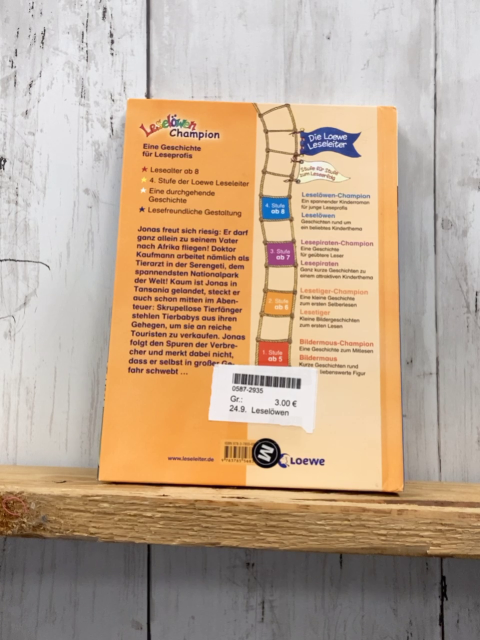 Leselöwen
Champion
Eine Geschichte
für Leseprofis
Lesealter ab 8
4. Stufe der Loewe Leseleiter
Eine durchgehende
Geschichte
Lesefreundliche Gestaltung
Jonas freut sich riesig: Er darf
ganz allein zu seinem Vater
nach Afrika fliegen! Doktor
Kaufmann arbeitet nämlich als
Tierarzt in der Serengeti, dem
spannendsten Nationalpark
der Welt! Kaum ist Jonas in
Tansania gelandet, steckt er
auch schon mitten im Aben-
teuer: Skrupellose Tierfänger
stehlen Tierbabys aus ihren
Gehegen, um sie an reiche
Touristen zu verkaufen. Jonas
folgt den Spuren der Verbre-
cher und merkt dabei nicht,
dass er selbst in großer Ge-
fahr schwebt ...
www.leseleiter.de
Die Loewe
Leseleiter
Stufe für Stufe
zum Leseerfolg
4. Stufe
ab 8
Leselöwen-Champion
Ein spannender Kinderroman
für junge Leseprofis
Leselöwen
Geschichten rund um
ein beliebtes Kinderthema
3. Stufe
ab 7
Lesepiraten-Champion
Eine Geschichte
für geübtere Leser
Lesepiraten
Ganz kurze Geschichten zu
einem attraktiven Kinderthema
2. Stufe
ab 6
Lesetiger-Champion
Eine kleine Geschichte
zum ersten Selberlesen
Lesetiger
Kleine Bildergeschichten
zum ersten Lesen
1. Stufe
ab 5
Bildermaus-Champion
Eine Geschichte zum Mitlesen
Bildermaus
Kurze Geschichten rund
liebenswerte Figur
0587-2935
Gr.: 3.00 €
24.9. Leselöwen
M
Loewe